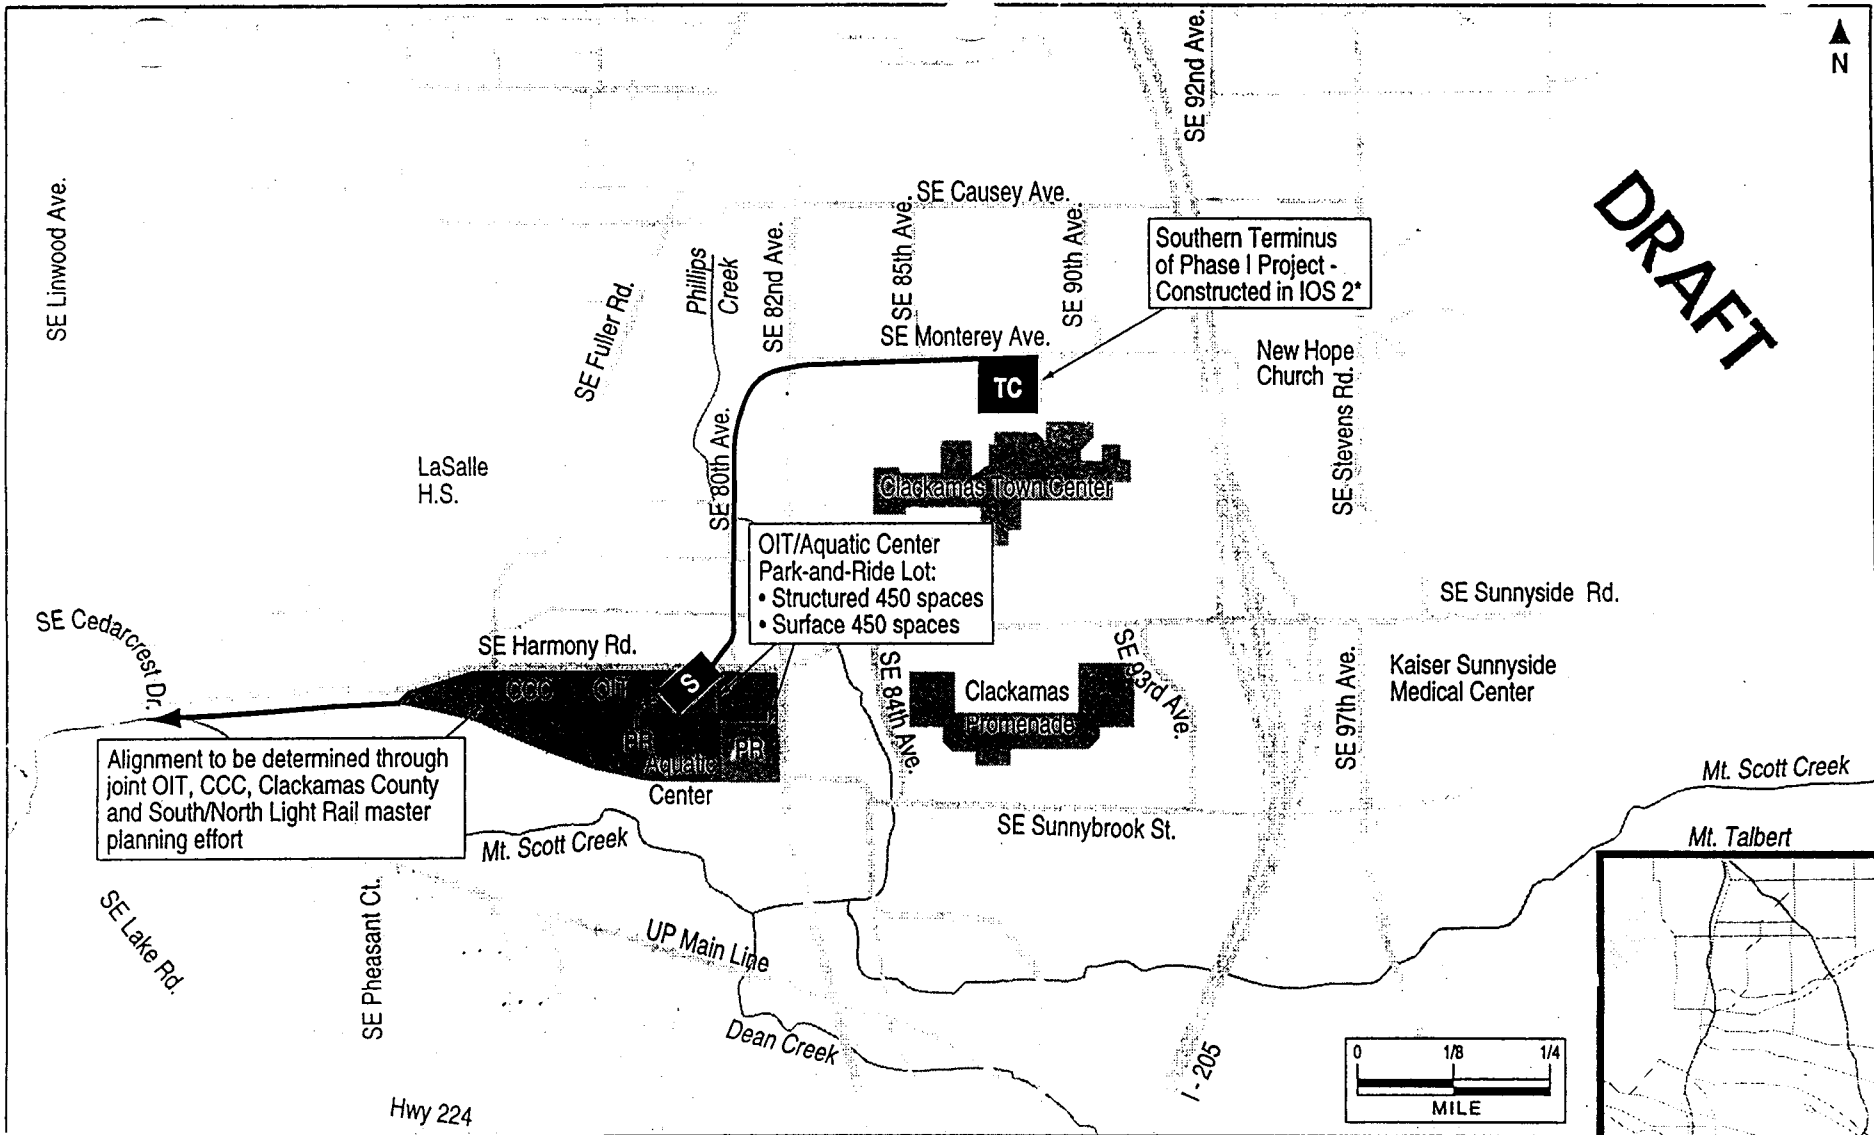 N
SE 92nd Ave.
DRAFT
SE Linwood Ave.
SE Causey Ave.
SE 85th Ave.
SE 90th Ave.
Southern Terminus
of Phase I Project -
Constructed in IOS 2*
Phillips
Creek
SE 82nd Ave.
SE Fuller Rd.
SE Monterey Ave.
New Hope
Church
TC
SE Stevens Rd.
SE 80th Ave.
LaSalle
H.S.
Clackamas Town Center
OIT/Aquatic Center
Park-and-Ride Lot:
• Structured 450 spaces
• Surface 450 spaces
SE Sunnyside Rd.
SE Cedarcrest Dr.
SE Harmony Rd.
CCC
OIT
S
SE 84th Ave.
Clackamas
Promenade
SE 93rd Ave.
SE 97th Ave.
Kaiser Sunnyside
Medical Center
PR
PR
Aquatic
Center
Alignment to be determined through
joint OIT, CCC, Clackamas County
and South/North Light Rail master
planning effort
Mt. Scott Creek
SE Sunnybrook St.
Mt. Scott Creek
Mt. Talbert
SE Lake Rd.
SE Pheasant Ct.
UP Main Line
Dean Creek
I - 205
0 1/8 1/4
MILE
Hwy 224